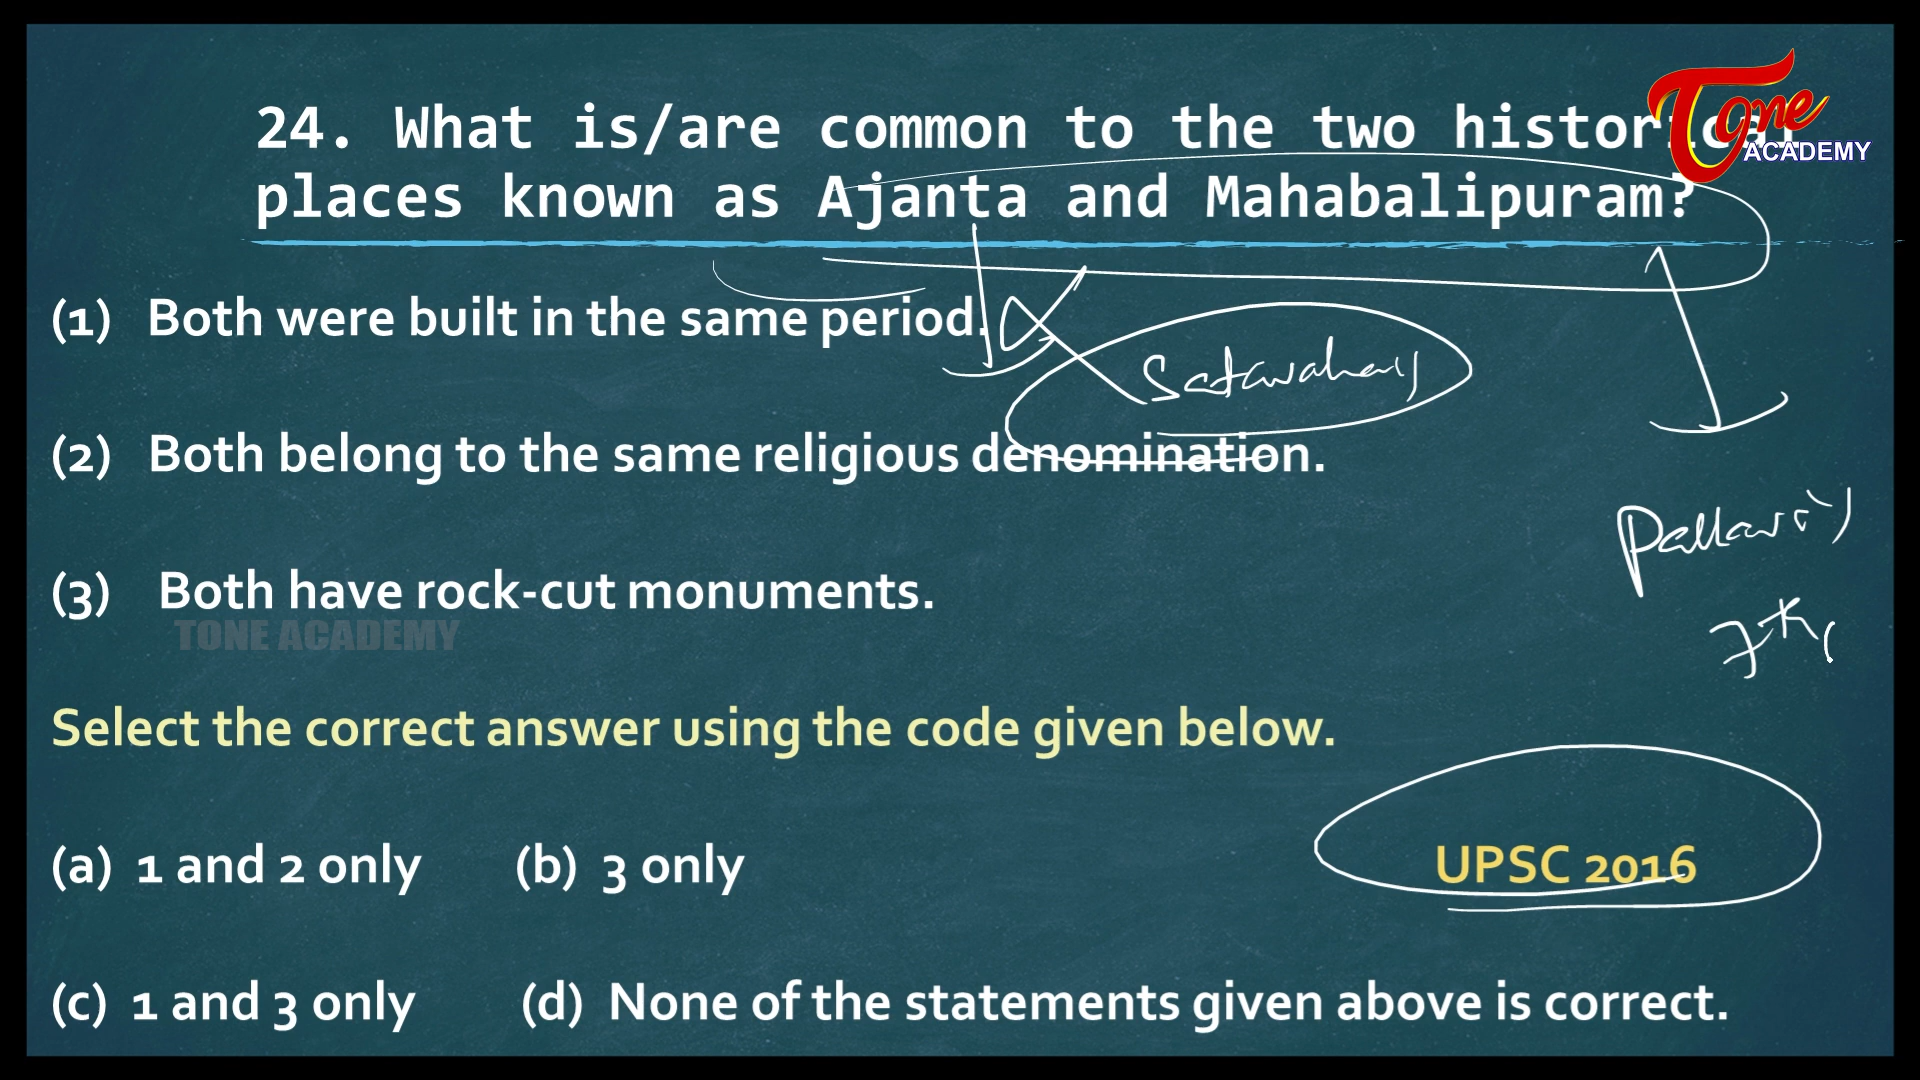 24. What is/are common to the two historical
places known as Ajanta and Mahabalipuram?
Tone
ACADEMY
(1) Both were built in the same period.
Satavahans
(2) Both belong to the same religious denomination.
(3) Both have rock-cut monuments.
TONE ACADEMY
Select the correct answer using the code given below.
(a) 1 and 2 only (b) 3 only
UPSC 2016
(c) 1 and 3 only (d) None of the statements given above is correct.